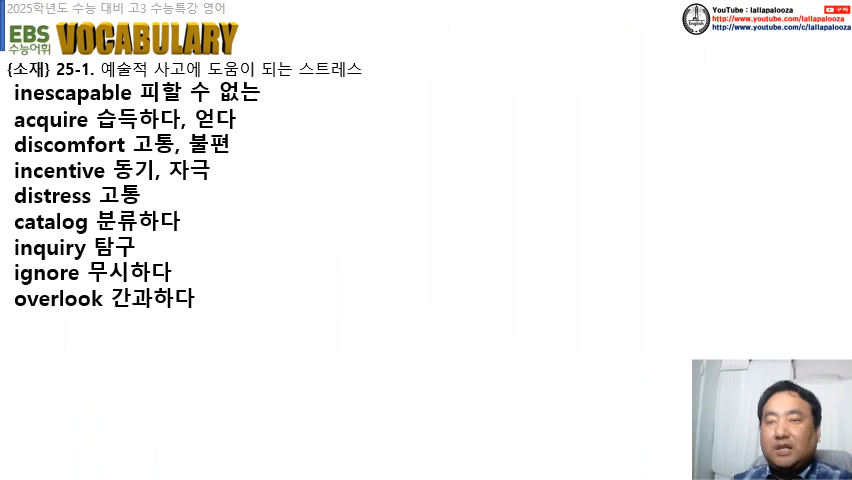 2025학년도 수능 대비 고3 수능특강 영어
EBS
수능어휘
VOCABULARY
YouTube : lallapalooza
구독
http://www.youtube.com/lallapalooza
http://www.youtube.com/c/lallapalooza
English
{소재} 25-1. 예술적 사고에 도움이 되는 스트레스
inescapable 피할 수 없는
acquire 습득하다, 얻다
discomfort 고통, 불편
incentive 동기, 자극
distress 고통
catalog 분류하다
inquiry 탐구
ignore 무시하다
overlook 간과하다